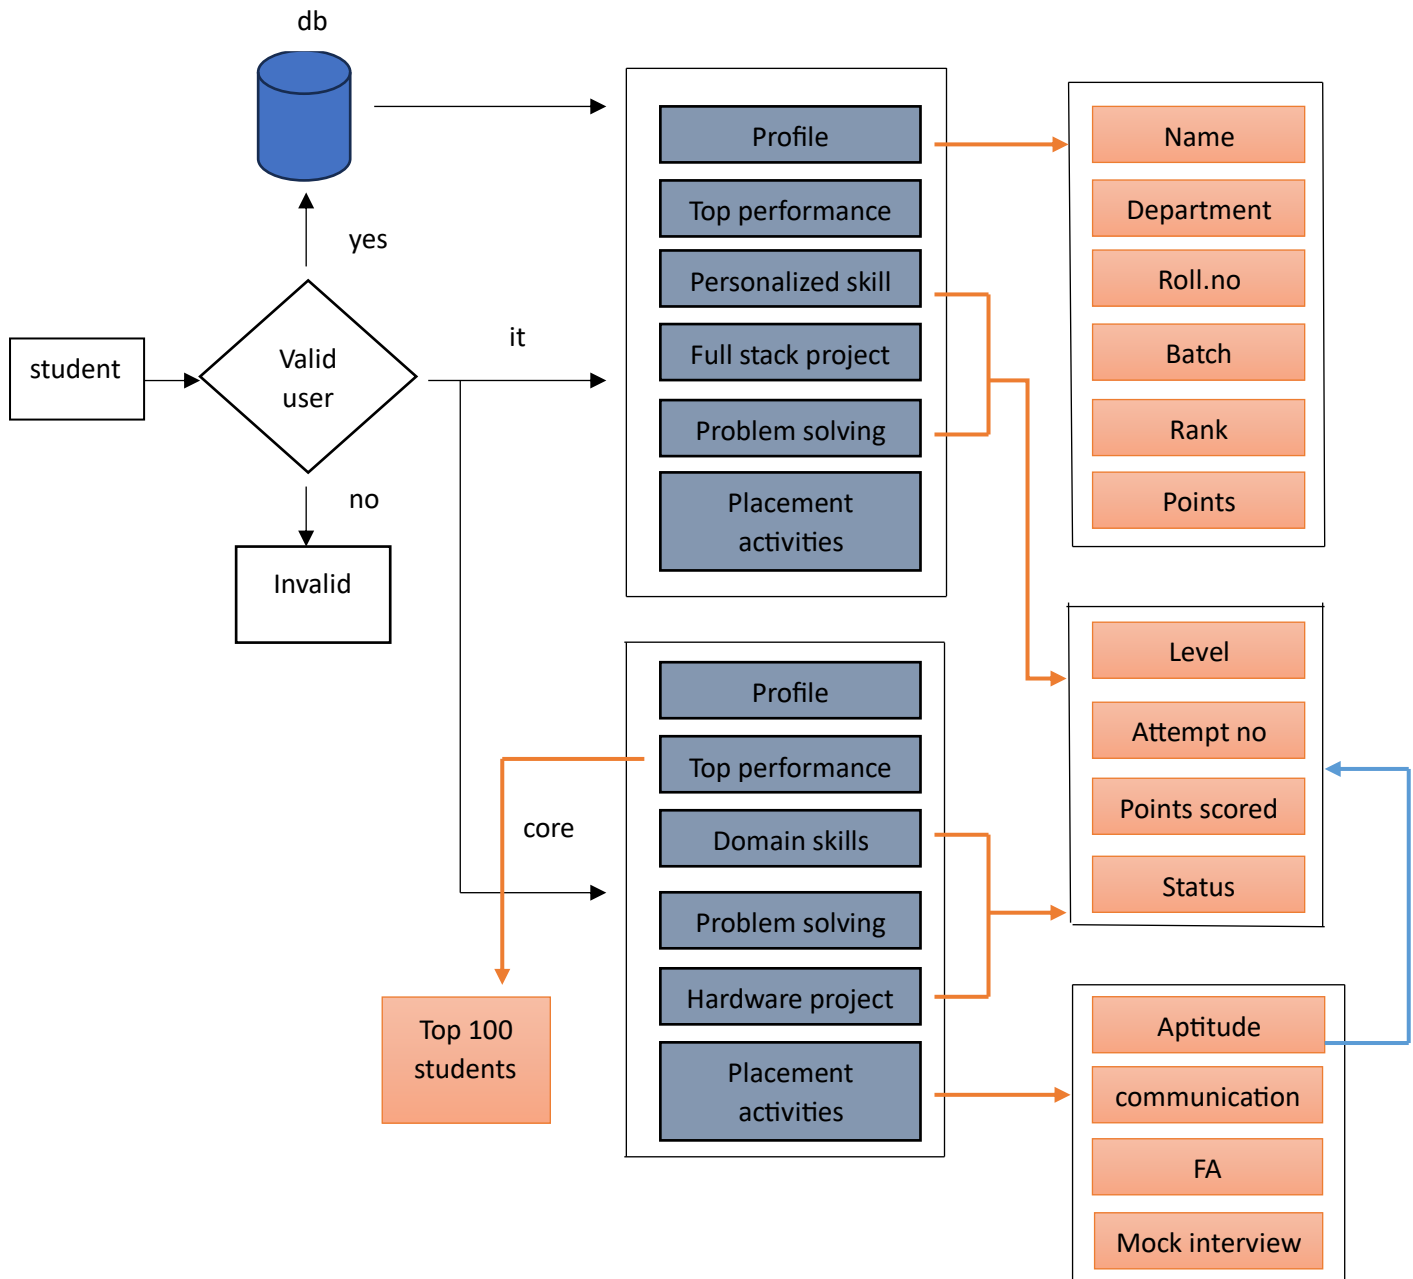 db
yes
student
Valid
user
it
no
Invalid
core
Top 100
students
Profile
Top performance
Personalized skill
Full stack project
Problem solving
Placement
activities
Profile
Top performance
Domain skills
Problem solving
Hardware project
Placement
activities
Name
Department
Roll.no
Batch
Rank
Points
Level
Attempt no
Points scored
Status
Aptitude
communication
FA
Mock interview